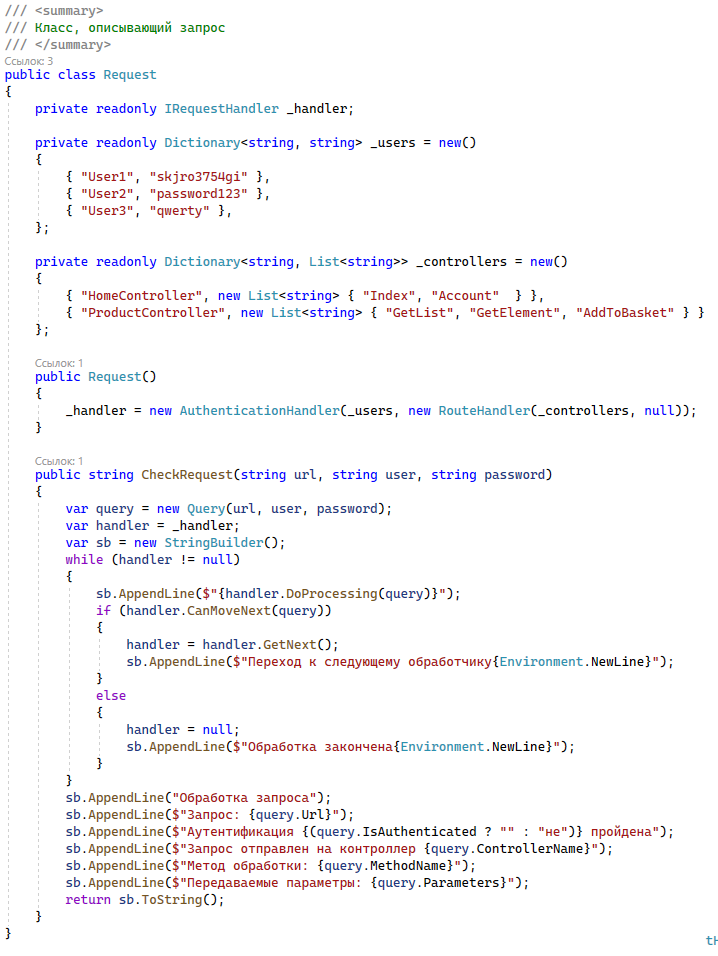 /// <summary>
/// Класс, описывающий запрос
/// </summary>
Ссылок: 3
public class Request
{
    private readonly IRequestHandler _handler;

    private readonly Dictionary<string, string> _users = new()
    {
        { "User1", "skjro3754gi" },
        { "User2", "password123" },
        { "User3", "qwerty" },
    };

    private readonly Dictionary<string, List<string>> _controllers = new()
    {
        { "HomeController", new List<string> { "Index", "Account"  } },
        { "ProductController", new List<string> { "GetList", "GetElement", "AddToBasket" } }
    };

    Ссылок: 1
    public Request()
    {
        _handler = new AuthenticationHandler(_users, new RouteHandler(_controllers, null));
    }

    Ссылок: 1
    public string CheckRequest(string url, string user, string password)
    {
        var query = new Query(url, user, password);
        var handler = _handler;
        var sb = new StringBuilder();
        while (handler != null)
        {
            sb.AppendLine($"{handler.DoProcessing(query)}");
            if (handler.CanMoveNext(query))
            {
                handler = handler.GetNext();
                sb.AppendLine($"Переход к следующему обработчику{Environment.NewLine}");
            }
            else
            {
                handler = null;
                sb.AppendLine($"Обработка закончена{Environment.NewLine}");
            }
        }
        sb.AppendLine("Обработка запроса");
        sb.AppendLine($"Запрос: {query.Url}");
        sb.AppendLine($"Аутентификация {(query.IsAuthenticated ? "" : "не")} пройдена");
        sb.AppendLine($"Запрос отправлен на контроллер {query.ControllerName}");
        sb.AppendLine($"Метод обработки: {query.MethodName}");
        sb.AppendLine($"Передаваемые параметры: {query.Parameters}");
        return sb.ToString();
    }
}